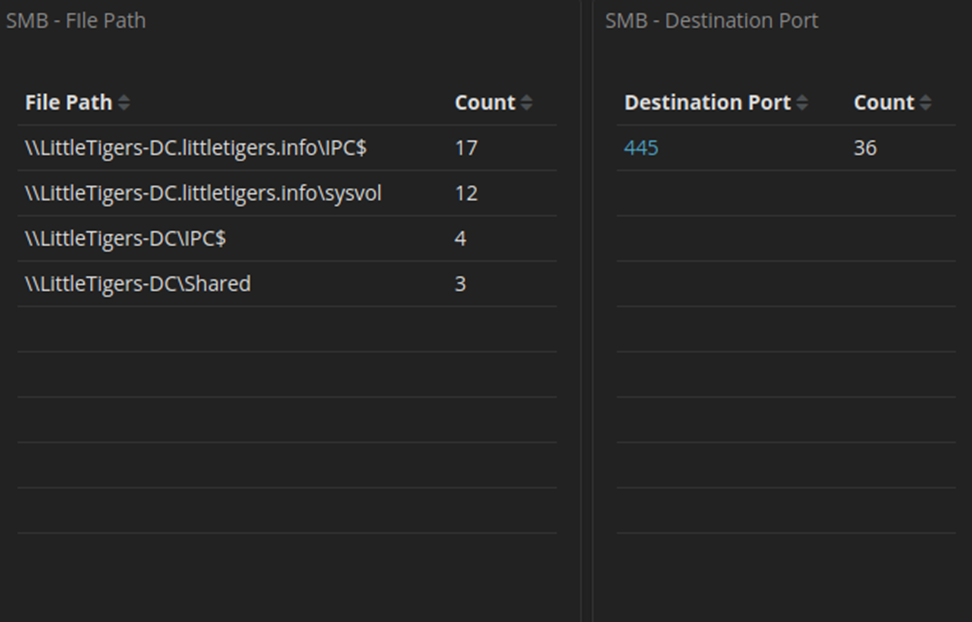 SMB - File Path
File Path Count
\\LittleTigers-DC.littletigers.info\IPC$ 17
\\LittleTigers-DC.littletigers.info\sysvol 12
\\LittleTigers-DC\IPC$ 4
\\LittleTigers-DC\Shared 3
SMB - Destination Port
Destination Port Count
445 36